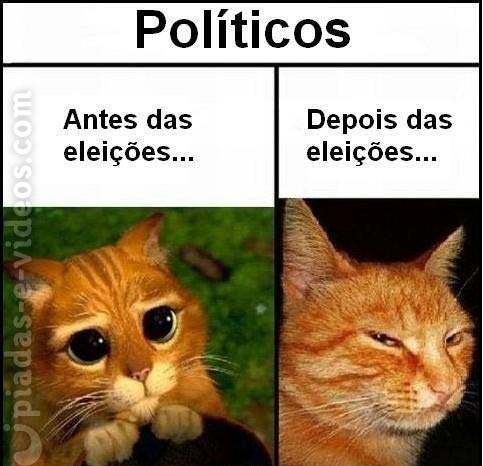 Políticos
Antes das
eleições...
Depois das
eleições...
piadas-e-videos.com